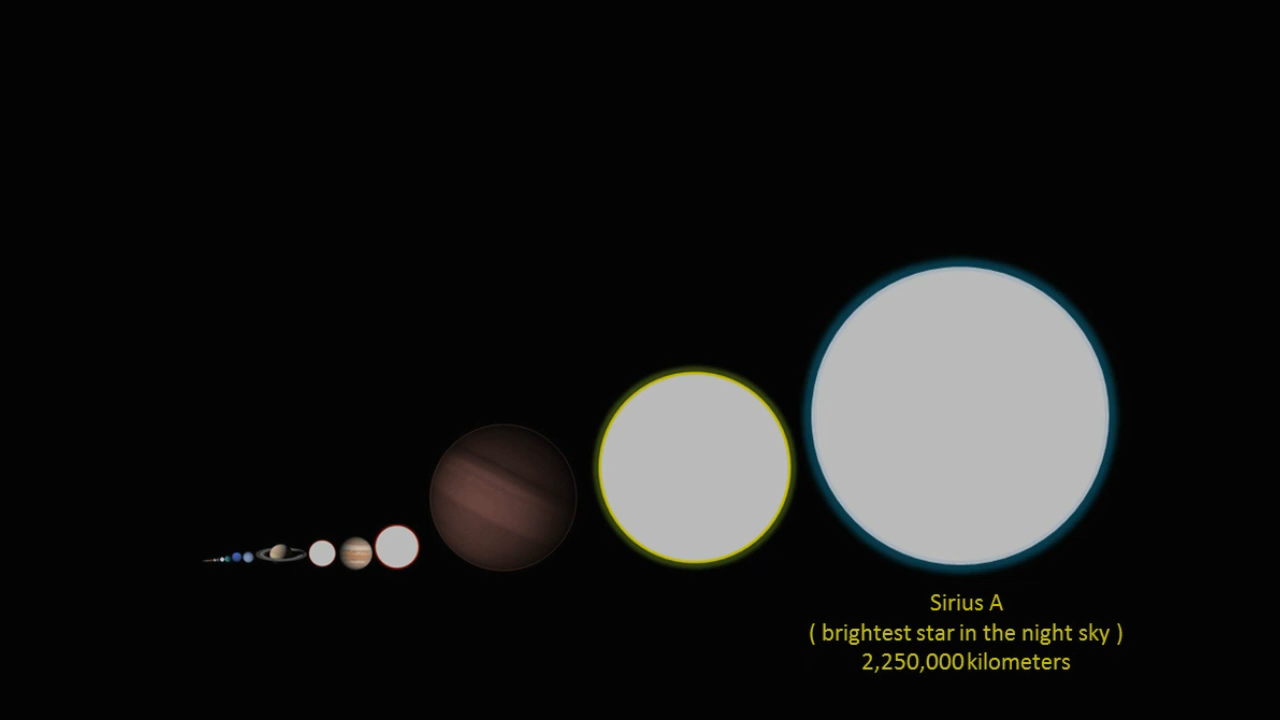 Sirius A
( brightest star in the night sky )
2,250,000 kilometers